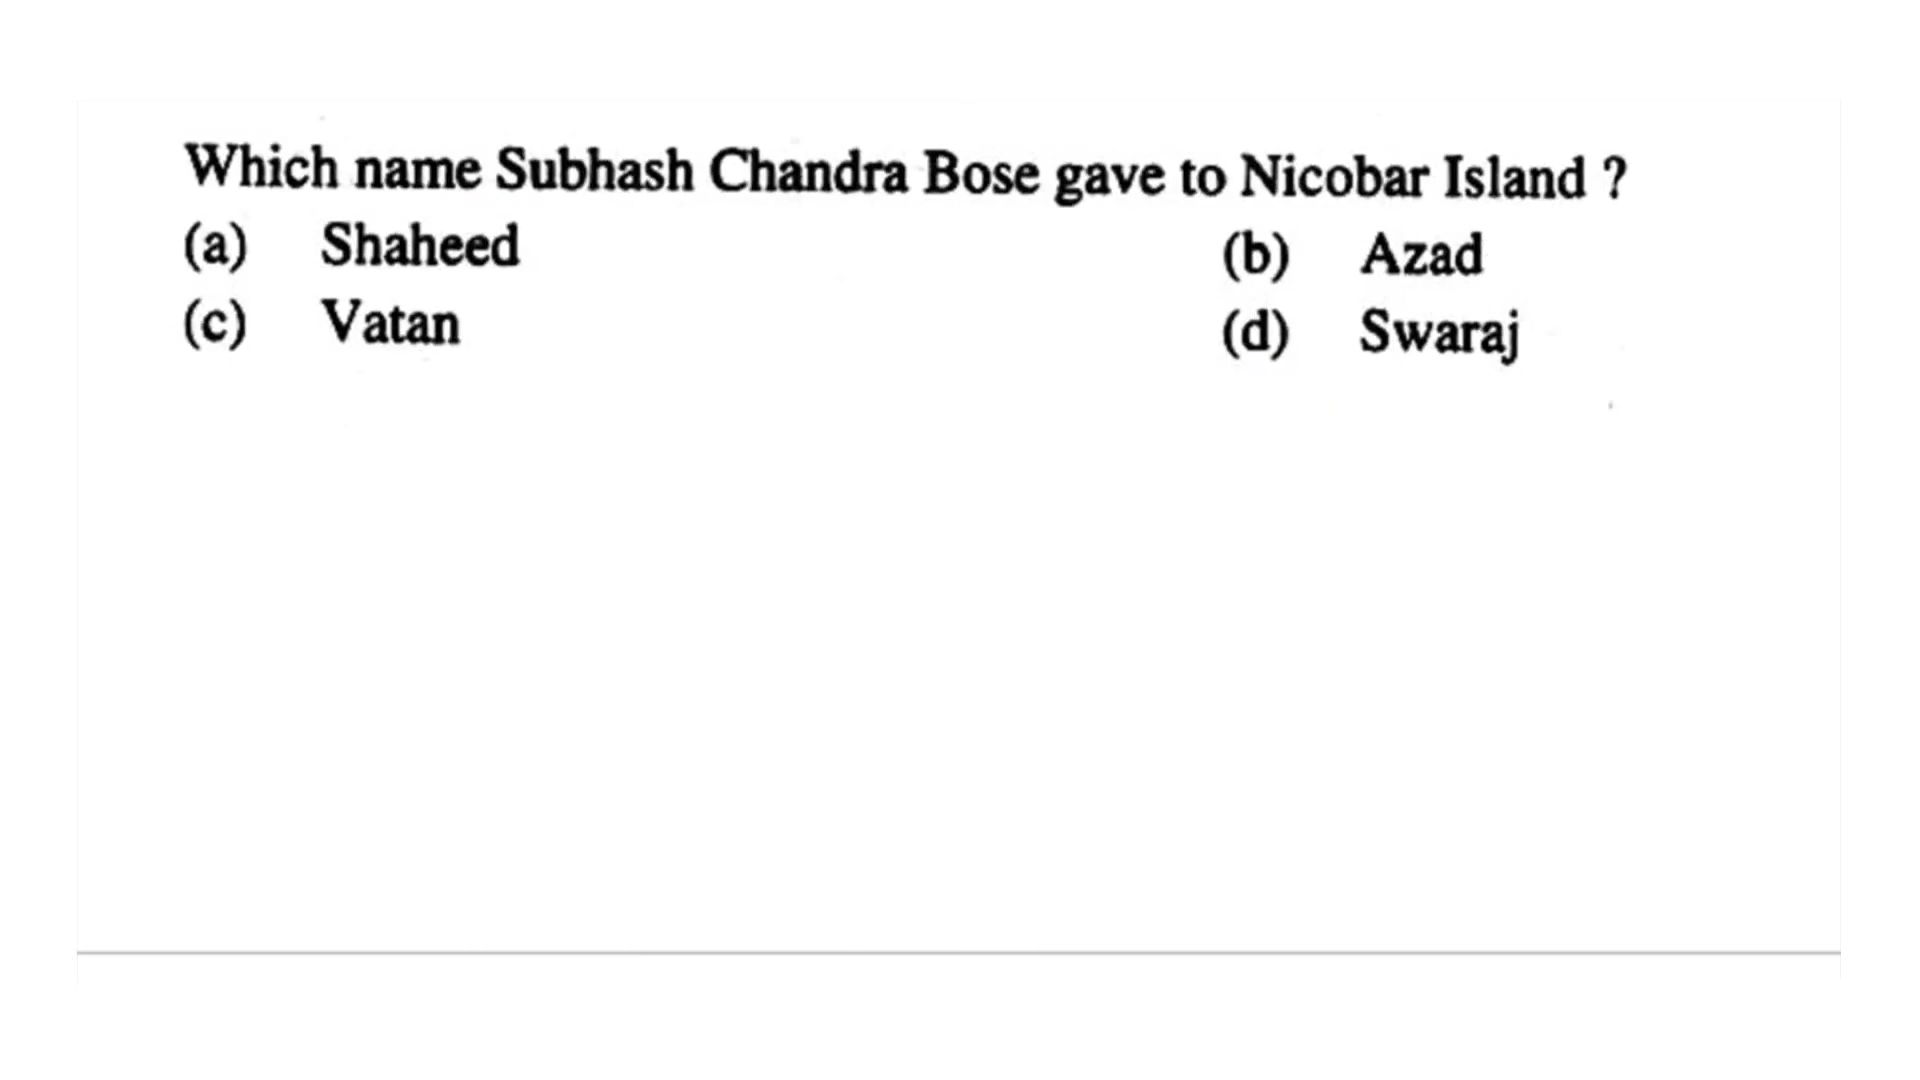 Which name Subhash Chandra Bose gave to Nicobar Island ?
(a) Shaheed (b) Azad
(c) Vatan (d) Swaraj